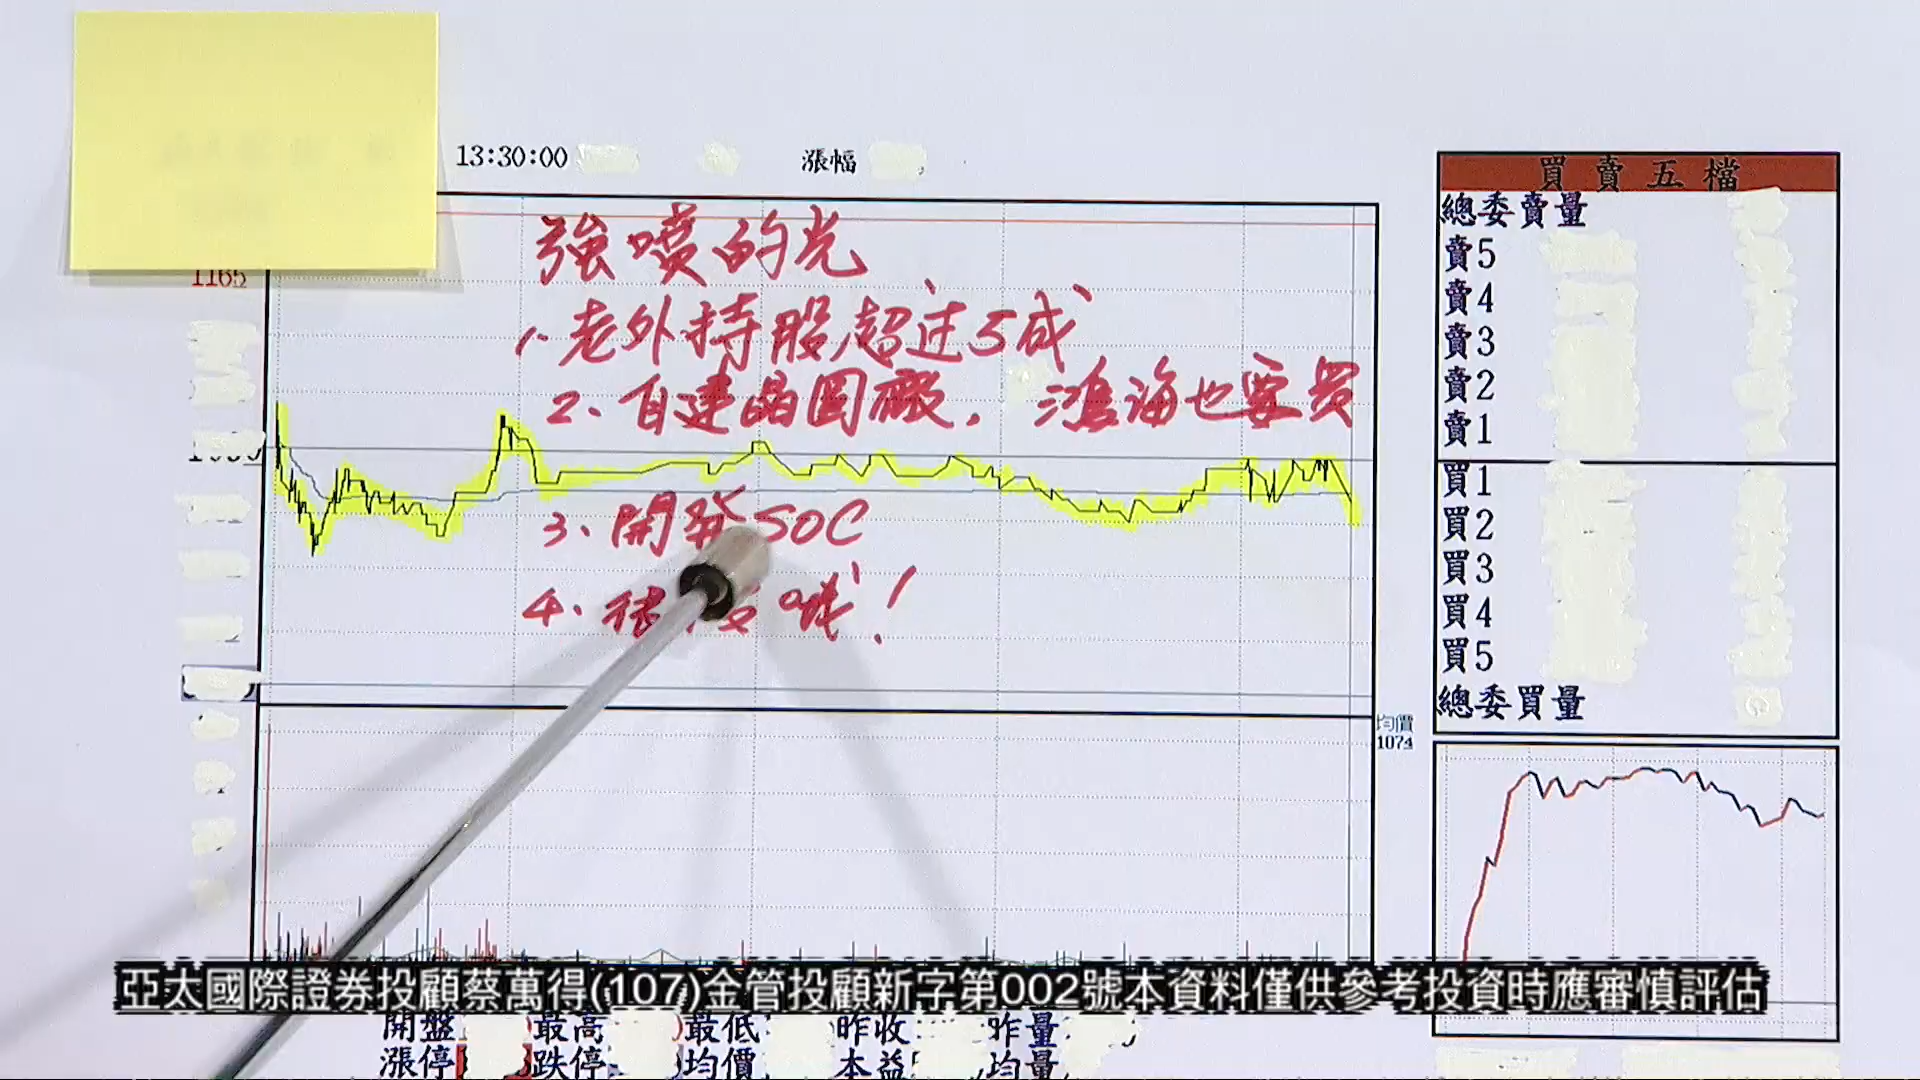 13:30:00 漲幅
1165
強噴的光
1、老外持股超过5成
2、自建晶圓廠, 鴻海也要買
3、開發SOC
4、
!
買賣五檔
總委賣量
賣5
賣4
賣3
賣2
賣1
買1
買2
買3
買4
買5
總委買量
均價
1074
亞太國際證券投顧蔡萬得(107)金管投顧新字第002號本資料僅供參考投資時應審慎評估
開盤 最高 最低 昨收 昨量
漲停 跌停 均價 本益 均量